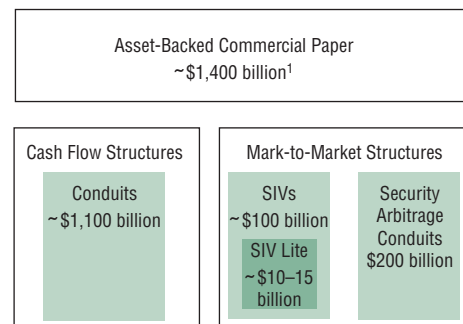 Asset-Backed Commercial Paper
~$1,400 billion¹
Cash Flow Structures
Conduits
~$1,100 billion
Mark-to-Market Structures
SIVs
~$100 billion
SIV Lite
~$10–15
billion
Security
Arbitrage
Conduits
$200 billion